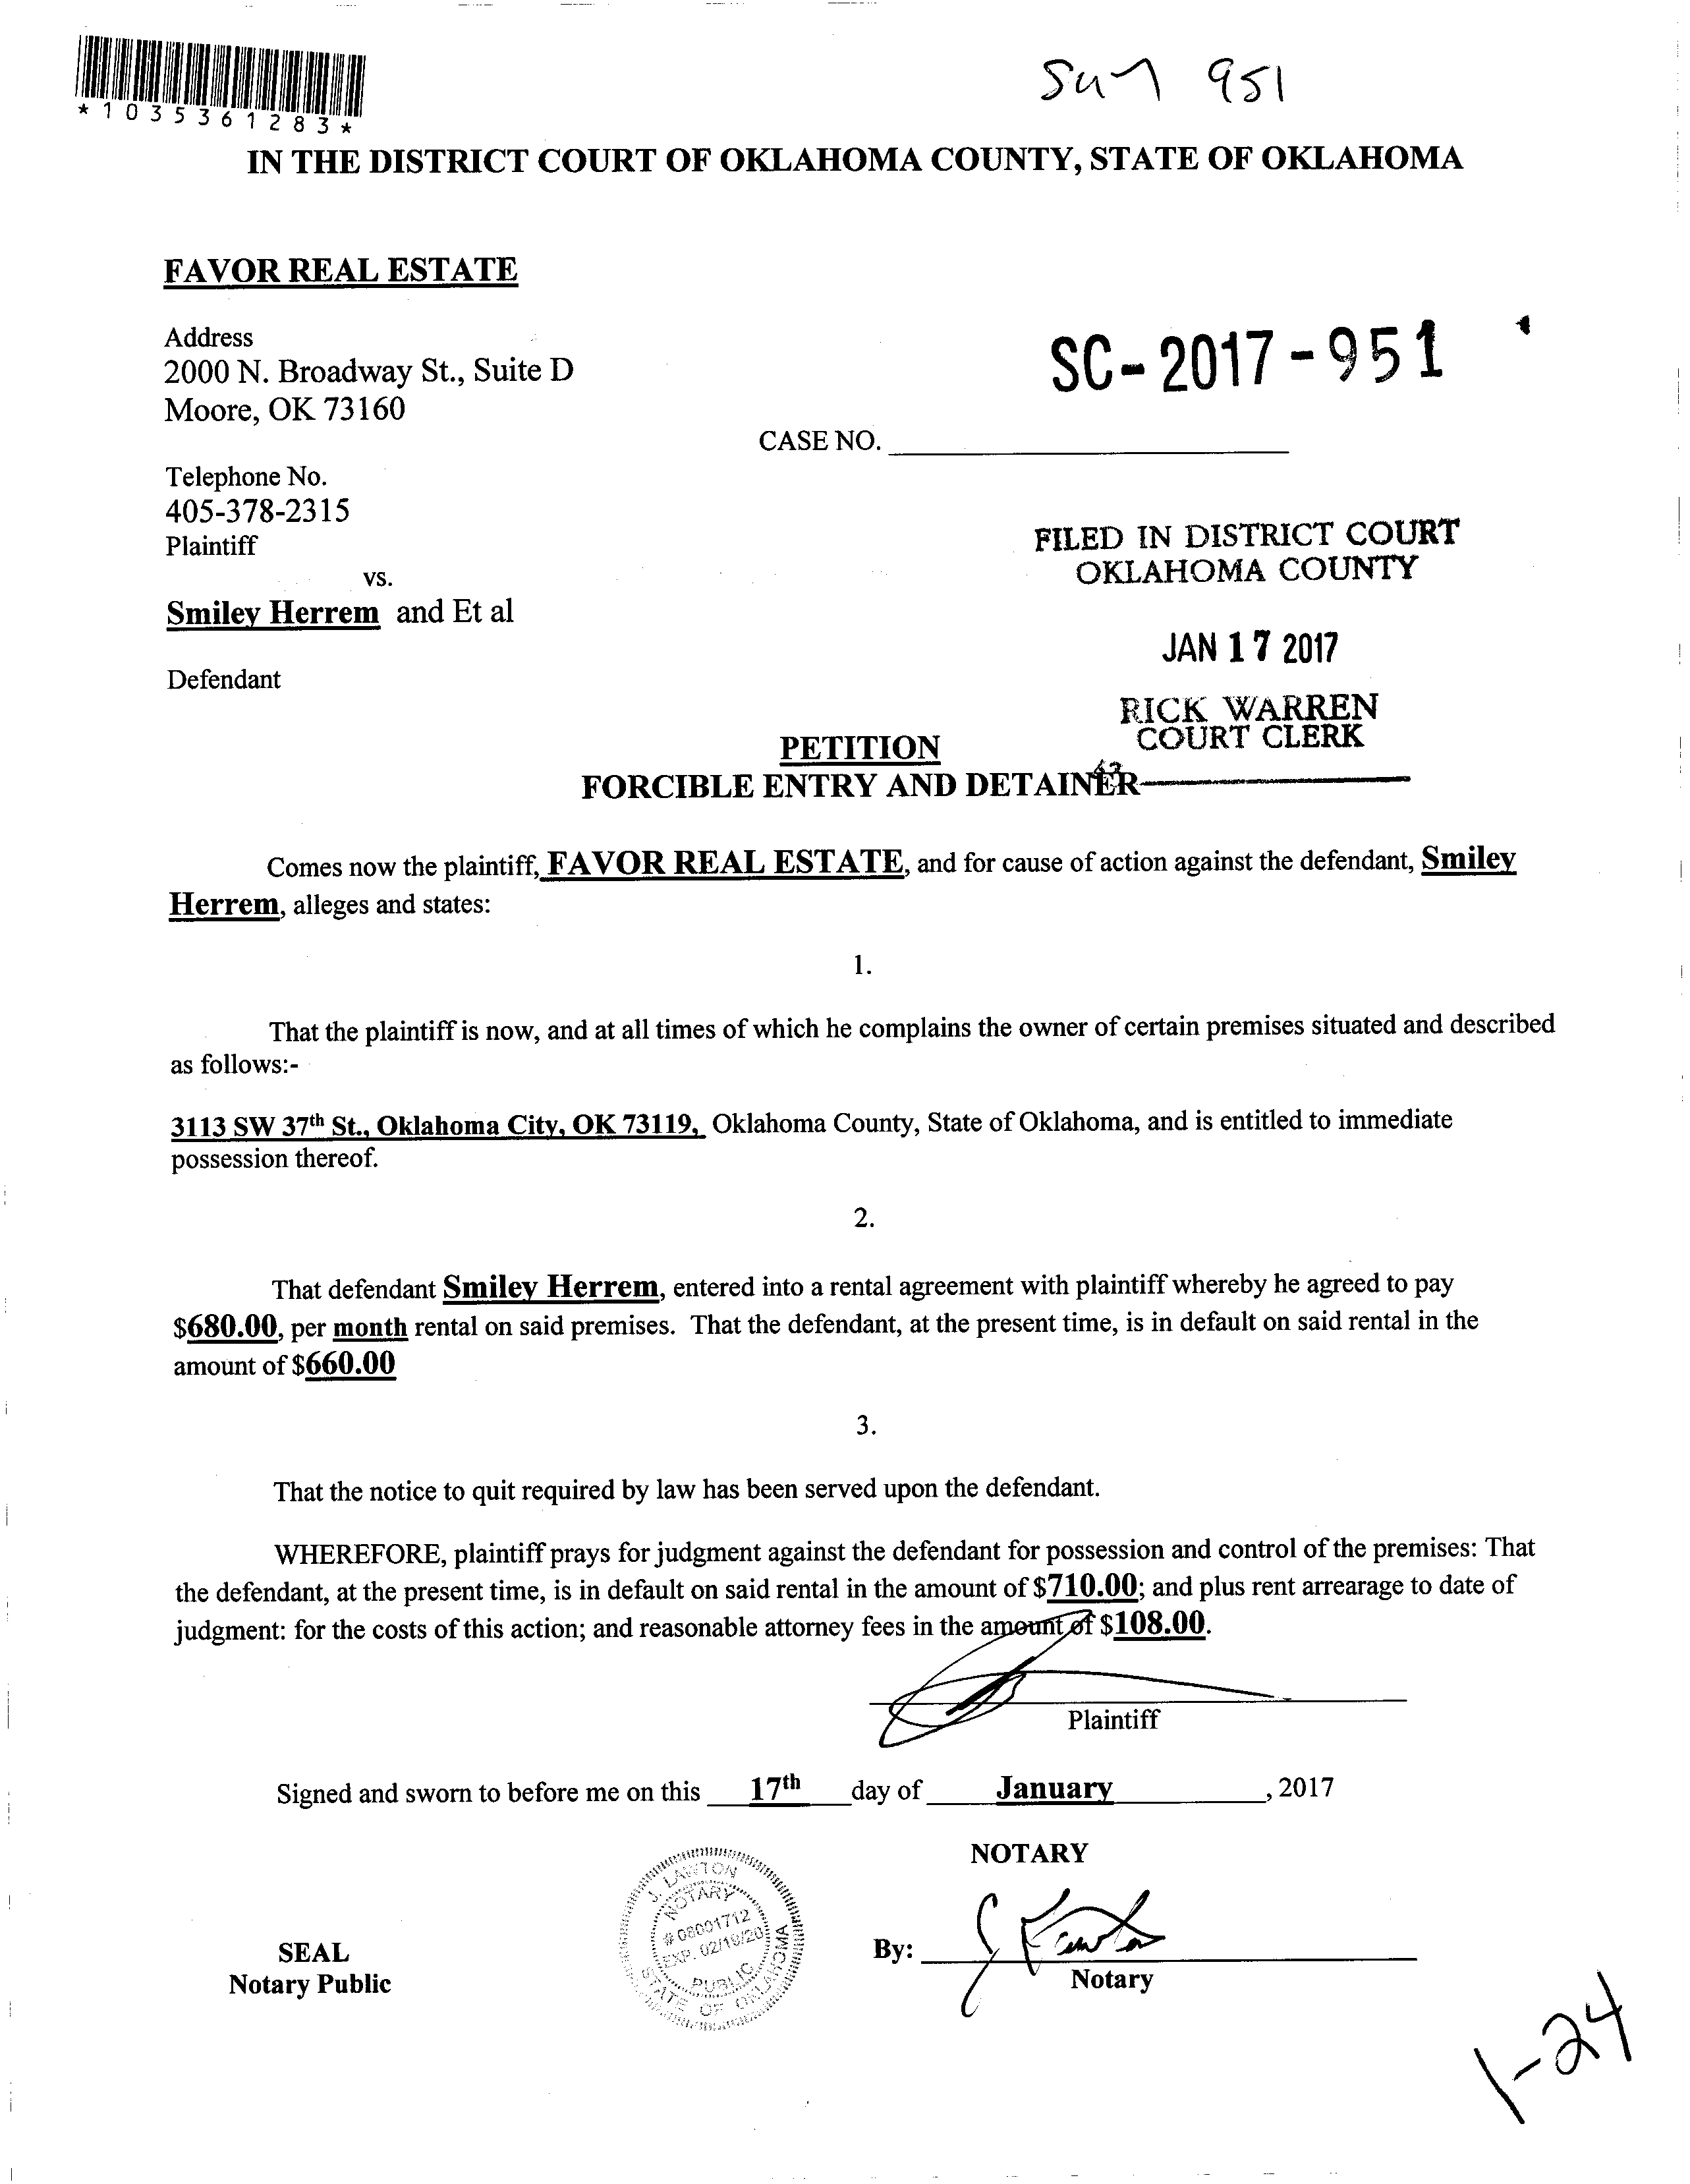 Sm 951
*1035361283*
IN THE DISTRICT COURT OF OKLAHOMA COUNTY, STATE OF OKLAHOMA
FAVOR REAL ESTATE
Address
2000 N. Broadway St., Suite D
Moore, OK 73160
SC-2017-951
CASE NO.
Telephone No.
405-378-2315
Plaintiff
vs.
Smiley Herrem and Et al
Defendant
FILED IN DISTRICT COURT
OKLAHOMA COUNTY
JAN 17 2017
RICK WARREN
COURT CLERK
PETITION
FORCIBLE ENTRY AND DETAINER
Comes now the plaintiff, FAVOR REAL ESTATE, and for cause of action against the defendant, Smiley
Herrem, alleges and states:
1.
That the plaintiff is now, and at all times of which he complains the owner of certain premises situated and described
as follows:-
3113 SW 37th St., Oklahoma City, OK 73119, Oklahoma County, State of Oklahoma, and is entitled to immediate
possession thereof.
2.
That defendant Smiley Herrem, entered into a rental agreement with plaintiff whereby he agreed to pay
$680.00, per month rental on said premises. That the defendant, at the present time, is in default on said rental in the
amount of $660.00
3.
That the notice to quit required by law has been served upon the defendant.
WHEREFORE, plaintiff prays for judgment against the defendant for possession and control of the premises: That
the defendant, at the present time, is in default on said rental in the amount of $710.00; and plus rent arrearage to date of
judgment: for the costs of this action; and reasonable attorney fees in the amount of $108.00.
Plaintiff
Signed and sworn to before me on this 17th day of January, 2017
NOTARY
J. LAWTON
NOTARY
# 08001712
EXP. 02/10/20
PUBLIC
STATE OF OKLAHOMA
SEAL
Notary Public
By:
Notary
1-24